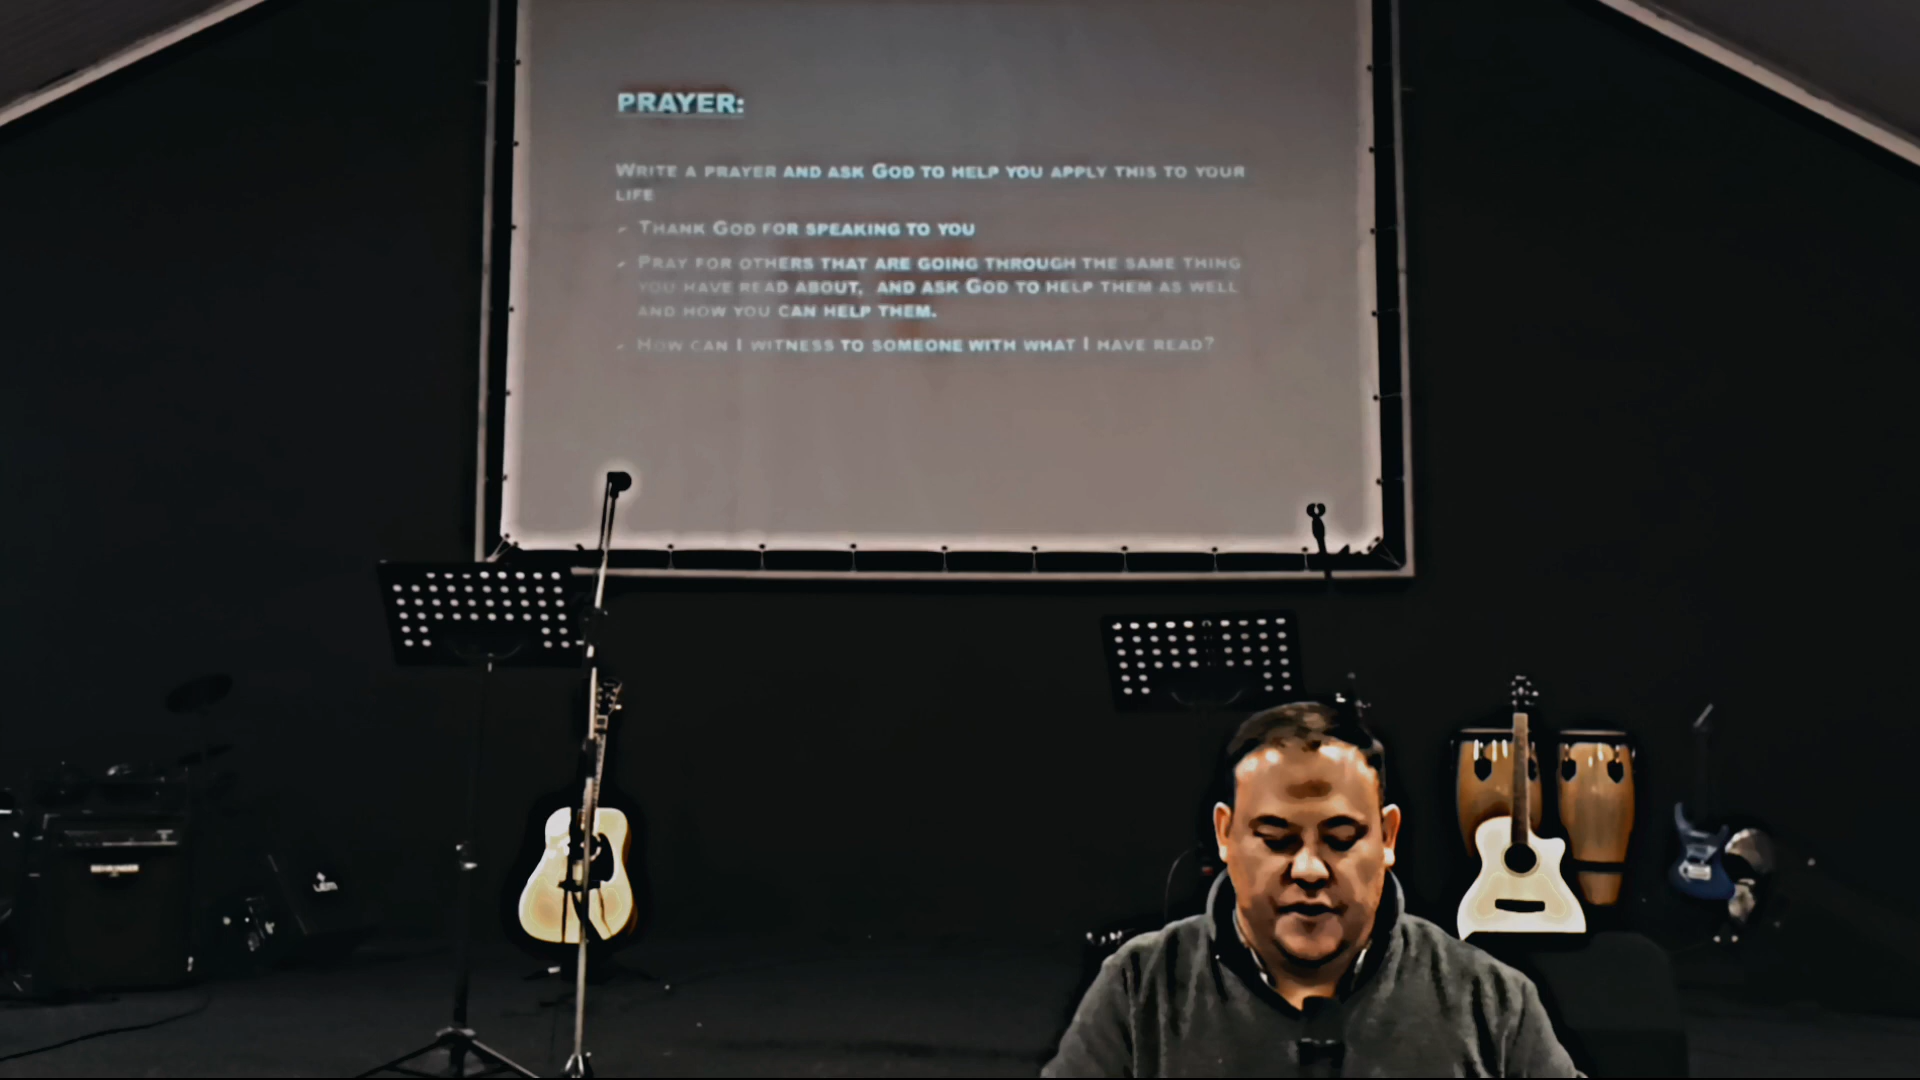 PRAYER:
WRITE A PRAYER AND ASK GOD TO HELP YOU APPLY THIS TO YOUR
LIFE
THANK GOD FOR SPEAKING TO YOU
PRAY FOR OTHERS THAT ARE GOING THROUGH THE SAME THING
YOU HAVE READ ABOUT, AND ASK GOD TO HELP THEM AS WELL
AND HOW YOU CAN HELP THEM.
HOW CAN I WITNESS TO SOMEONE WITH WHAT I HAVE READ?